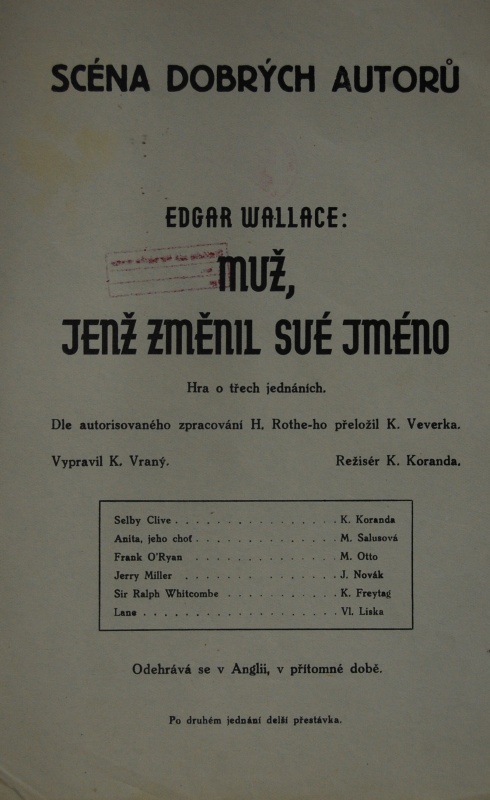 SCÉNA DOBRÝCH AUTORŮ
EDGAR WALLACE:
MUŽ,
JENŽ ZMĚNIL SVÉ JMÉNO
Hra o třech jednáních.
Dle autorisovaného zpracování H. Rothe-ho přeložil K. Veverka.
Vypravil K. Vraný. Režisér K. Koranda.
Selby Clive . . . . . . . . . . . . . . . K. Koranda
Anita, jeho choť . . . . . . . . . . . . . M. Salusová
Frank O'Ryan . . . . . . . . . . . . . M. Otto
Jerry Miller . . . . . . . . . . . . . . J. Novák
Sir Ralph Whitcombe . . . . . . . . . . . K. Freytag
Lane . . . . . . . . . . . . . . . . . . Vl. Liska
Odehrává se v Anglii, v přítomné době.
Po druhém jednání delší přestávka.